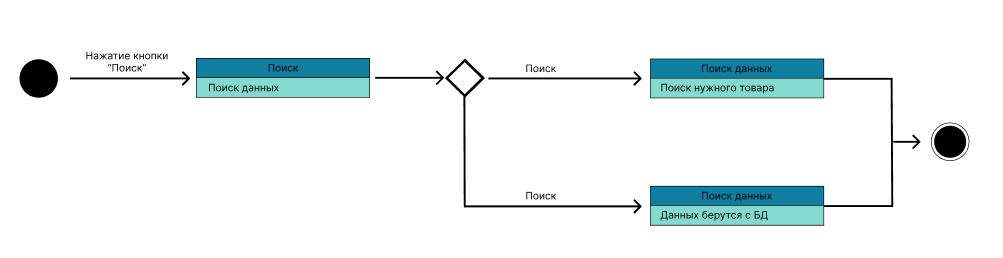 Нажатие кнопки
“Поиск”
Поиск
Поиск данных
Поиск
Поиск данных
Поиск нужного товара
Поиск
Поиск данных
Данных берутся с БД